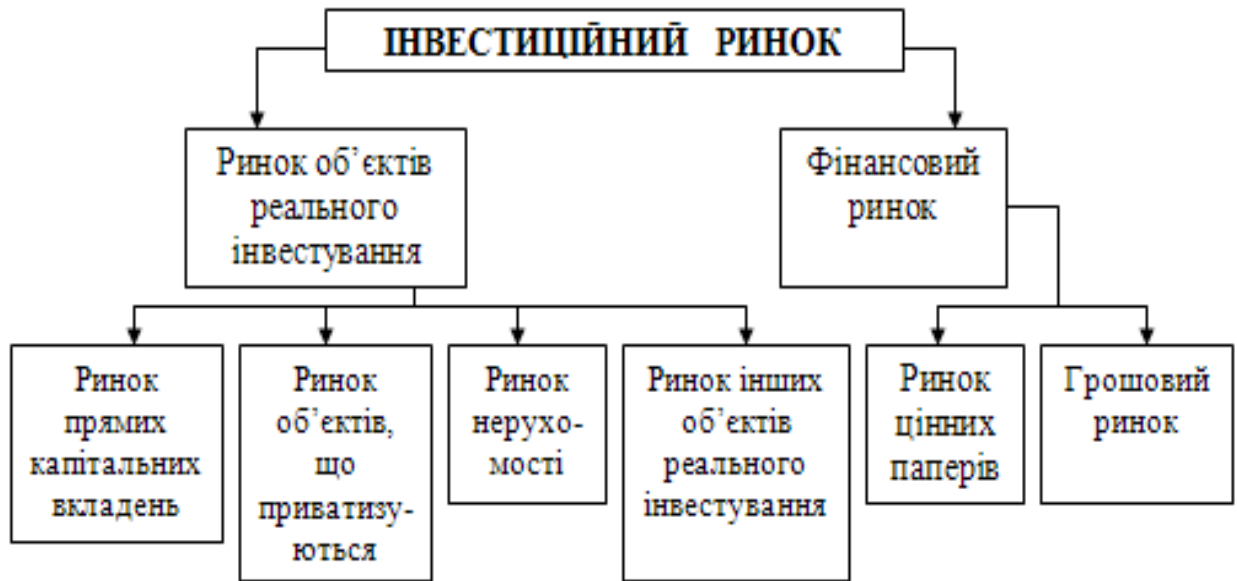 ІНВЕСТИЦІЙНИЙ РИНОК
Ринок об’єктів
реального
інвестування
Фінансовий
ринок
Ринок
прямих
капітальних
вкладень
Ринок
об’єктів,
що
приватизу-
ються
Ринок
нерухо-
мості
Ринок інших
об’єктів
реального
інвестування
Ринок
цінних
паперів
Грошовий
ринок